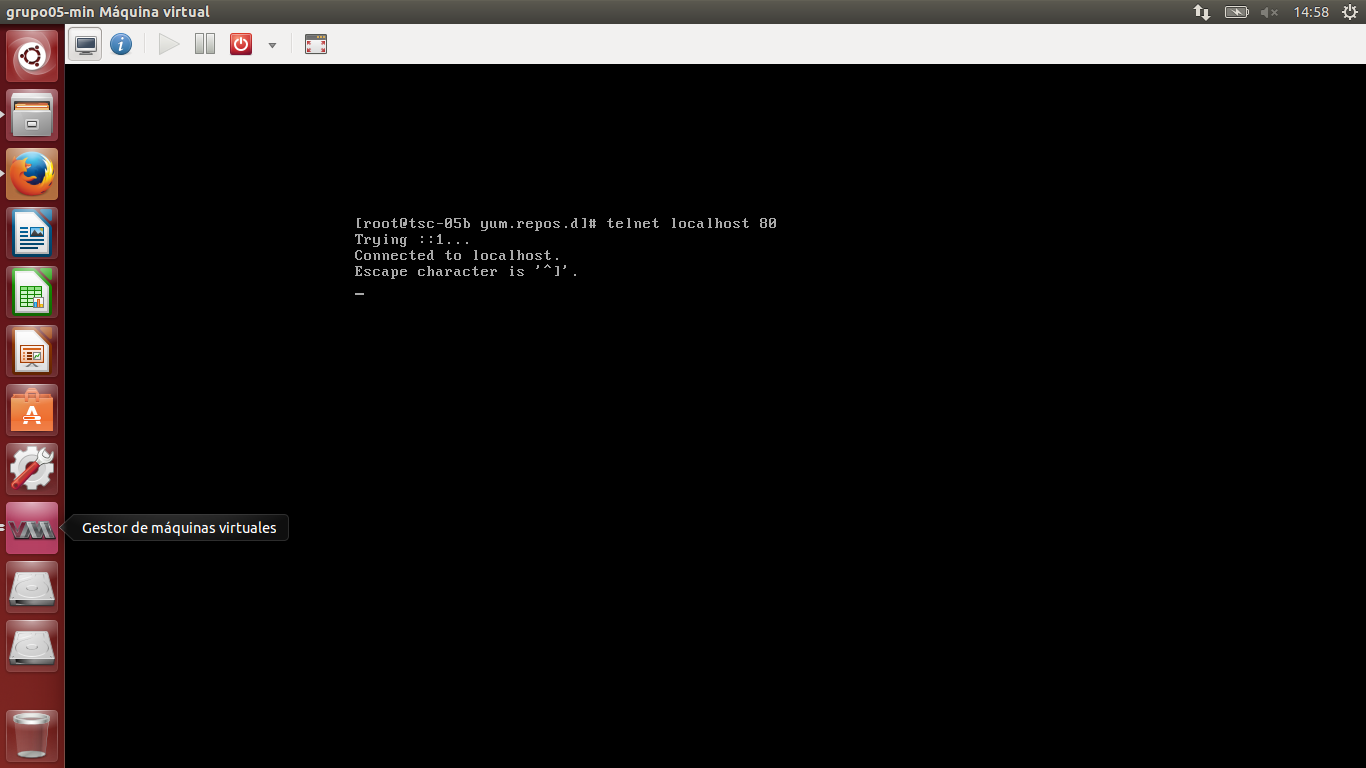 grupo05-min Máquina virtual
14:58
[root@tsc-05b yum.repos.d]# telnet localhost 80
Trying ::1...
Connected to localhost.
Escape character is '^]'.
Gestor de máquinas virtuales